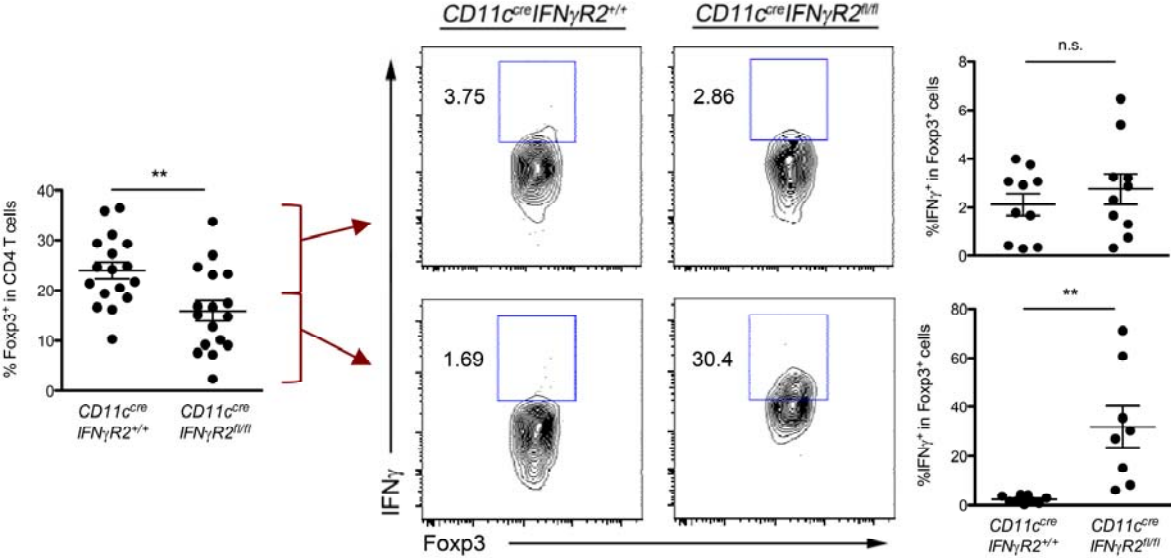 CD11c^cre IFNγR2^+/+
CD11c^cre IFNγR2^fl/fl
3.75
2.86
1.69
30.4
IFNγ
Foxp3
% Foxp3⁺ in CD4 T cells
**
40
30
20
10
0
CD11c^cre
IFNγR2^+/+
CD11c^cre
IFNγR2^fl/fl
%IFNγ⁺ in Foxp3⁺ cells
n.s.
8
6
4
2
0
%IFNγ⁺ in Foxp3⁺ cells
**
80
60
40
20
0
CD11c^cre
IFNγR2^+/+
CD11c^cre
IFNγR2^fl/fl